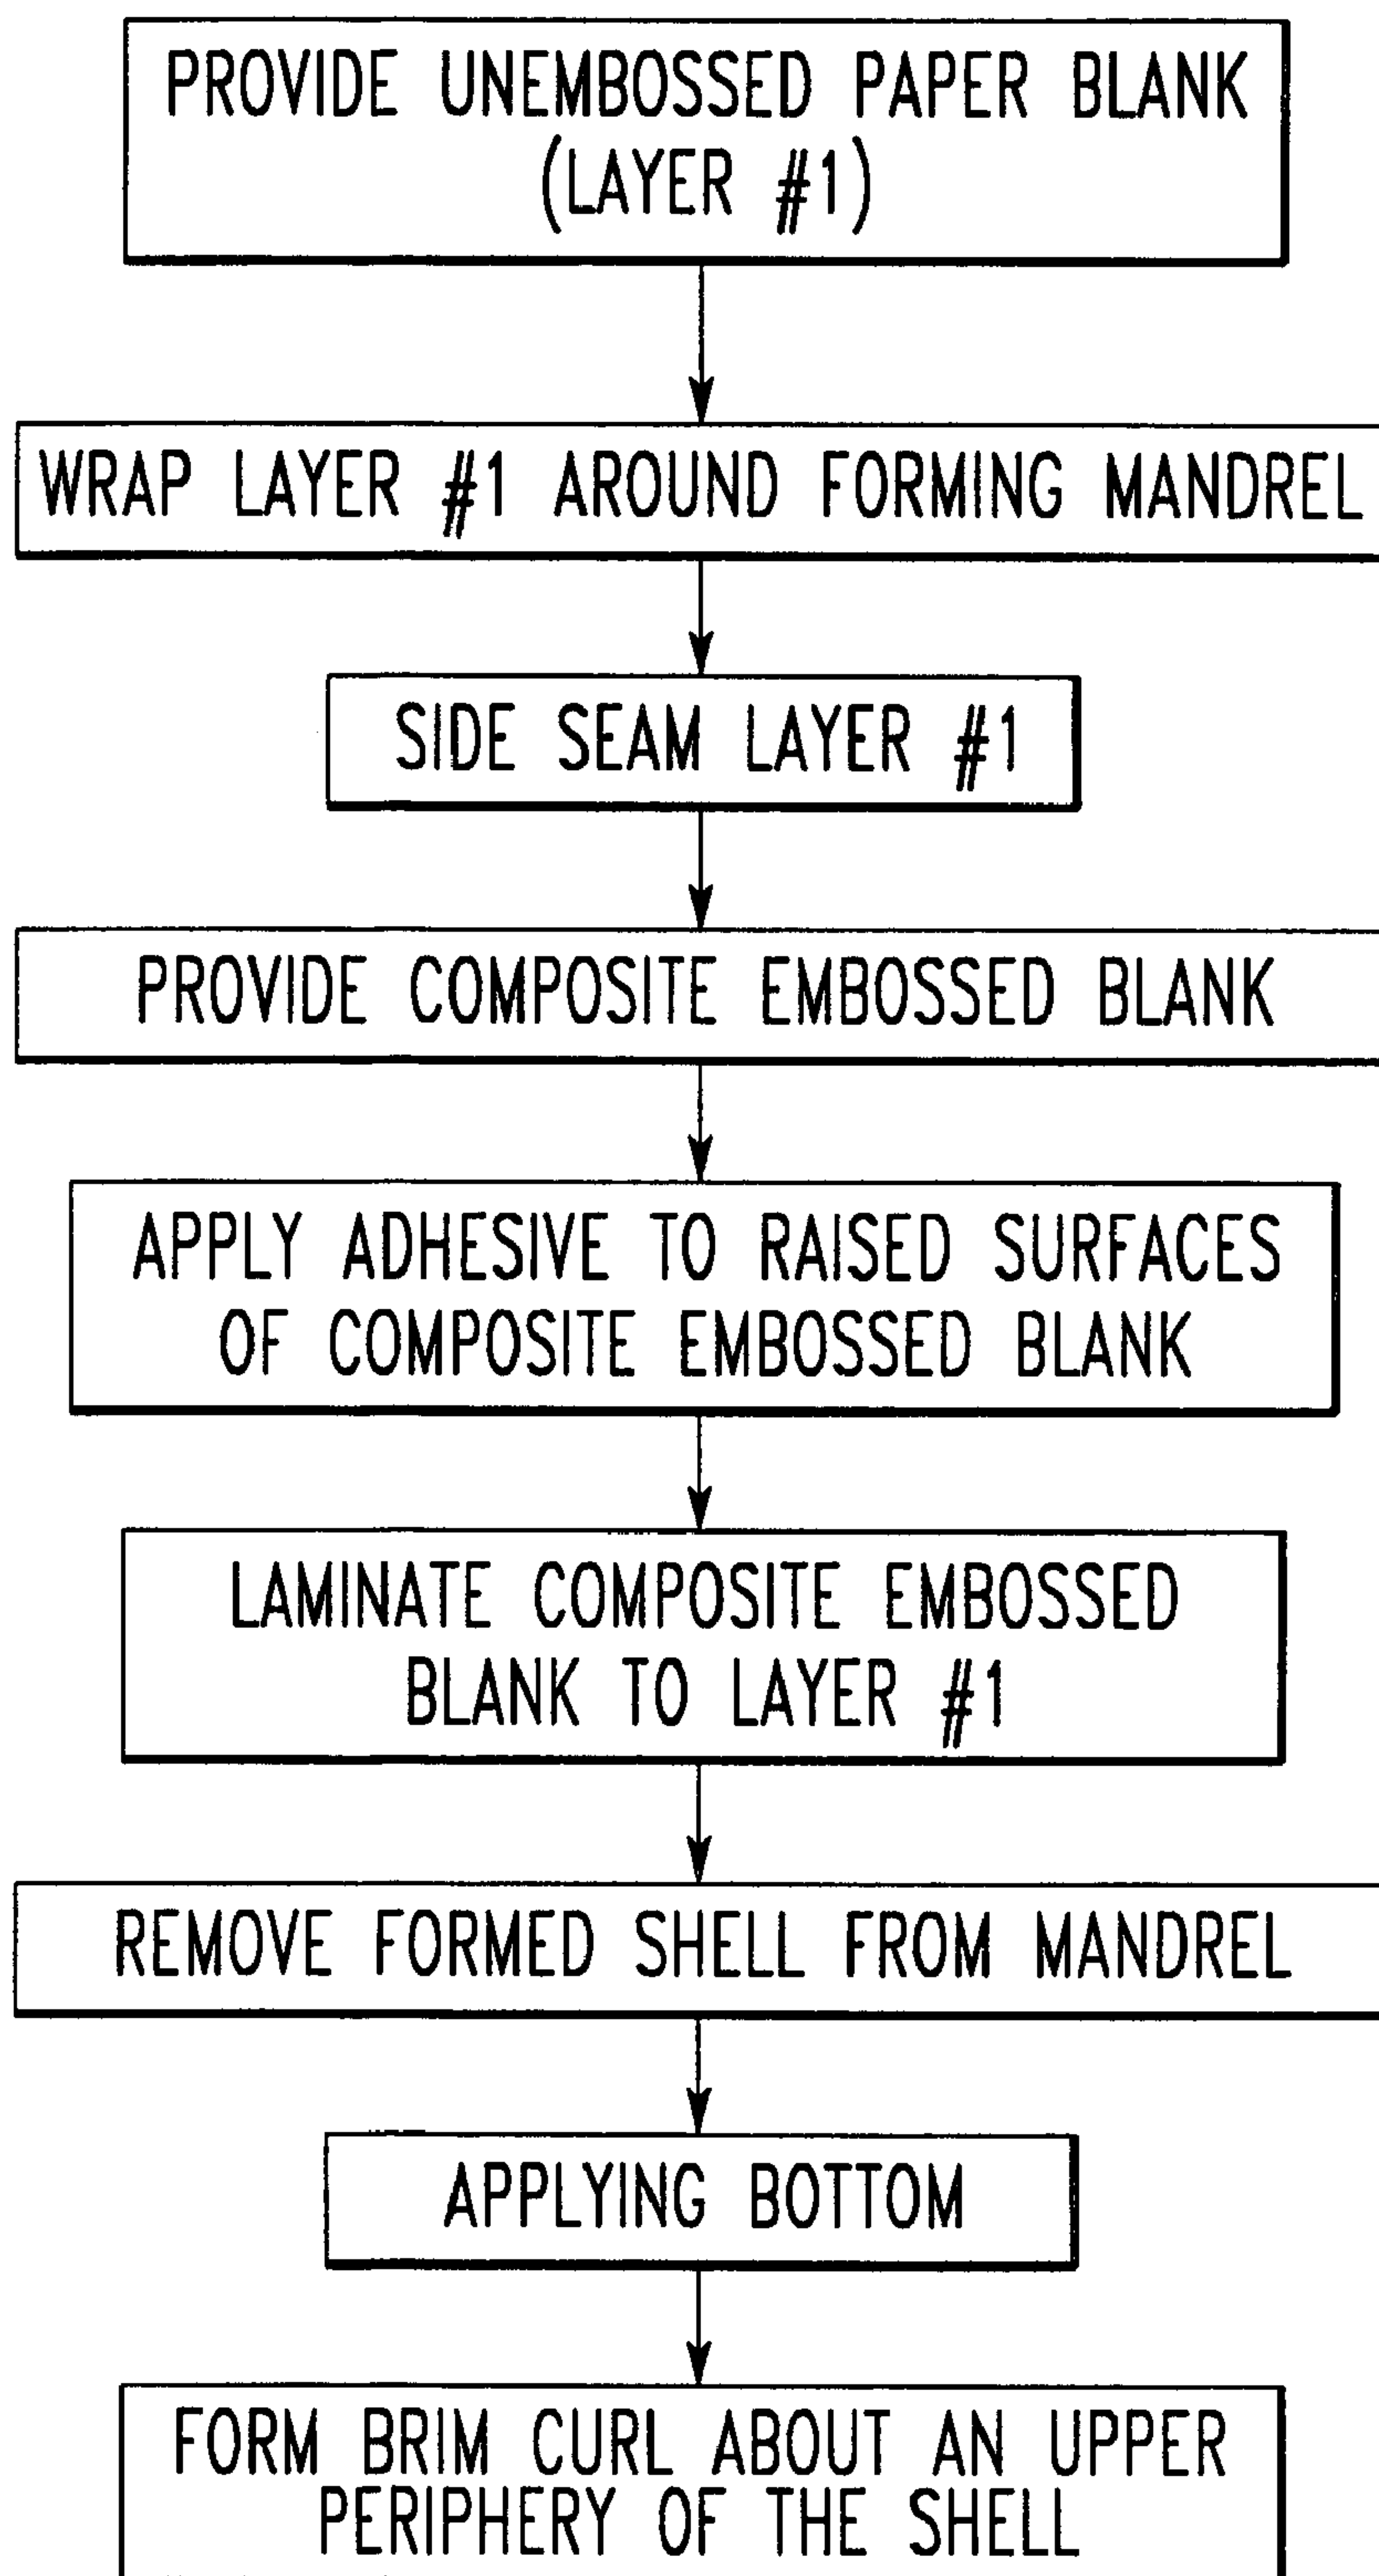 PROVIDE UNEMBOSSED PAPER BLANK
(LAYER #1)
WRAP LAYER #1 AROUND FORMING MANDREL
SIDE SEAM LAYER #1
PROVIDE COMPOSITE EMBOSSED BLANK
APPLY ADHESIVE TO RAISED SURFACES
OF COMPOSITE EMBOSSED BLANK
LAMINATE COMPOSITE EMBOSSED
BLANK TO LAYER #1
REMOVE FORMED SHELL FROM MANDREL
APPLYING BOTTOM
FORM BRIM CURL ABOUT AN UPPER
PERIPHERY OF THE SHELL